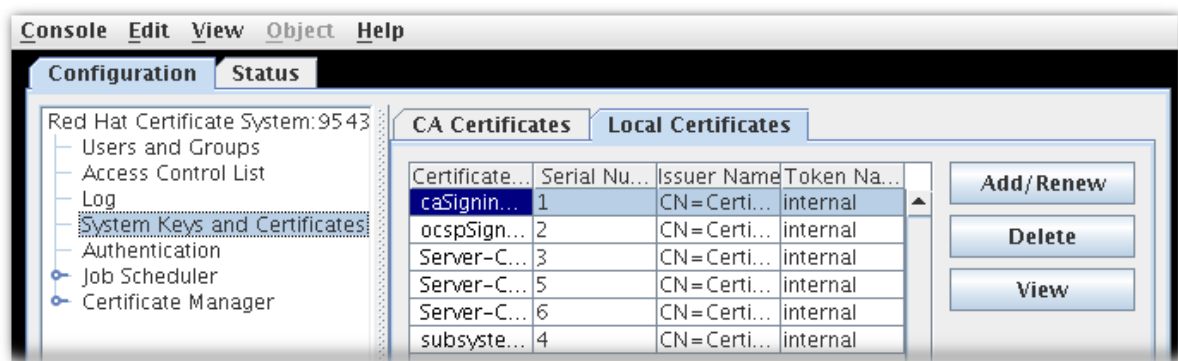 Console Edit View Object Help
Configuration Status
Red Hat Certificate System:9543
Users and Groups
Access Control List
Log
System Keys and Certificates
Authentication
Job Scheduler
Certificate Manager
CA Certificates Local Certificates
Certificate... Serial Nu... Issuer Name Token Na...
caSignin... 1 CN=Certi... internal
ocspSign... 2 CN=Certi... internal
Server-C... 3 CN=Certi... internal
Server-C... 5 CN=Certi... internal
Server-C... 6 CN=Certi... internal
subsyste... 4 CN=Certi... internal
Add/Renew
Delete
View